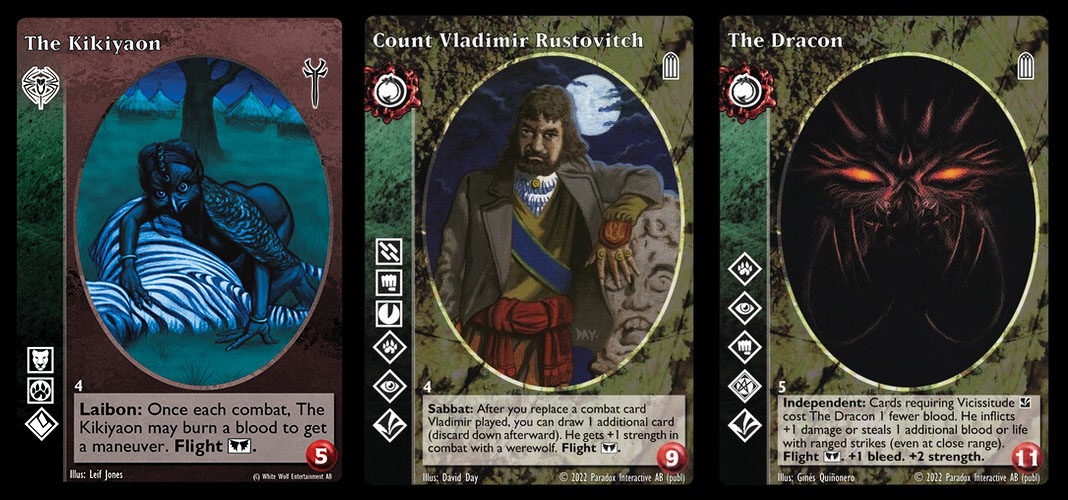 The Kikiyaon
4
Laibon: Once each combat, The
Kikiyaon may burn a blood to get
a maneuver. Flight.
5
Illus: Leif Jones
(C) White Wolf Entertainment AB
Count Vladimir Rustovitch
DAY
4
Sabbat: After you replace a combat card
Vladimir played, you can draw 1 additional card
(discard down afterward). He gets +1 strength in
combat with a werewolf. Flight.
9
Illus: David Day
© 2022 Paradox Interactive AB (publ)
The Dracon
5
Independent: Cards requiring Vicissitude
cost The Dracon 1 fewer blood. He inflicts
+1 damage or steals 1 additional blood or life
with ranged strikes (even at close range).
Flight. +1 bleed. +2 strength.
11
Illus: Ginés Quiñonero
© 2022 Paradox Interactive AB (publ)